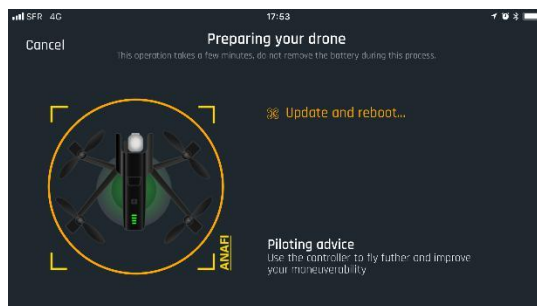 SFR 4G
17:53
Cancel
Preparing your drone
This operation takes a few minutes, do not remove the battery during this process.
Update and reboot...
ANAFI
Piloting advice
Use the controller to fly futher and improve
your maneuverability